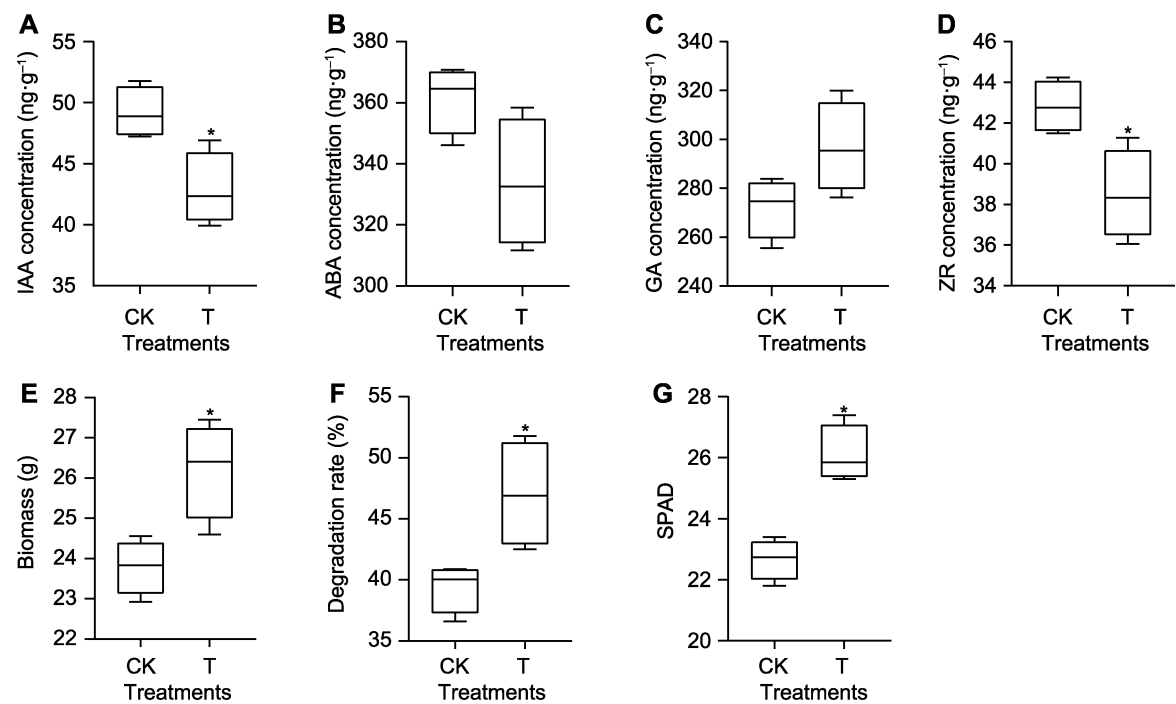 A
IAA concentration (ng·g⁻¹)
55
50
45
40
35
*
CK T
Treatments
B
ABA concentration (ng·g⁻¹)
380
360
340
320
300
CK T
Treatments
C
GA concentration (ng·g⁻¹)
340
320
300
280
260
240
CK T
Treatments
D
ZR concentration (ng·g⁻¹)
46
44
42
40
38
36
34
*
CK T
Treatments
E
Biomass (g)
28
27
26
25
24
23
22
*
CK T
Treatments
F
Degradation rate (%)
55
50
45
40
35
*
CK T
Treatments
G
SPAD
28
26
24
22
20
*
CK T
Treatments